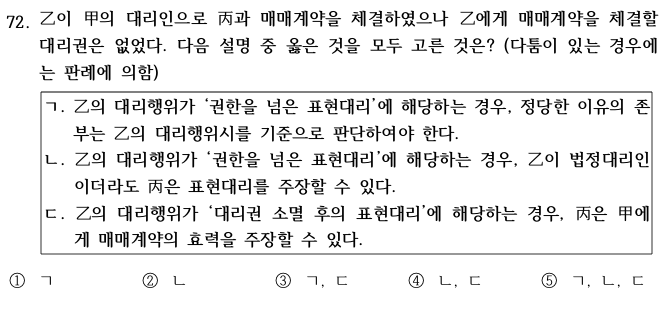 72. 乙이 甲의 대리인으로 丙과 매매계약을 체결하였으나 乙에게 매매계약을 체결할
대리권은 없었다. 다음 설명 중 옳은 것을 모두 고른 것은? (다툼이 있는 경우에
는 판례에 의함)
ㄱ. 乙의 대리행위가 ‘권한을 넘은 표현대리’에 해당하는 경우, 정당한 이유의 존
부는 乙의 대리행위시를 기준으로 판단하여야 한다.
ㄴ. 乙의 대리행위가 ‘권한을 넘은 표현대리’에 해당하는 경우, 乙이 법정대리인
이더라도 丙은 표현대리를 주장할 수 있다.
ㄷ. 乙의 대리행위가 ‘대리권 소멸 후의 표현대리’에 해당하는 경우, 丙은 甲에
게 매매계약의 효력을 주장할 수 있다.
① ㄱ ② ㄴ ③ ㄱ, ㄷ ④ ㄴ, ㄷ ⑤ ㄱ, ㄴ, ㄷ